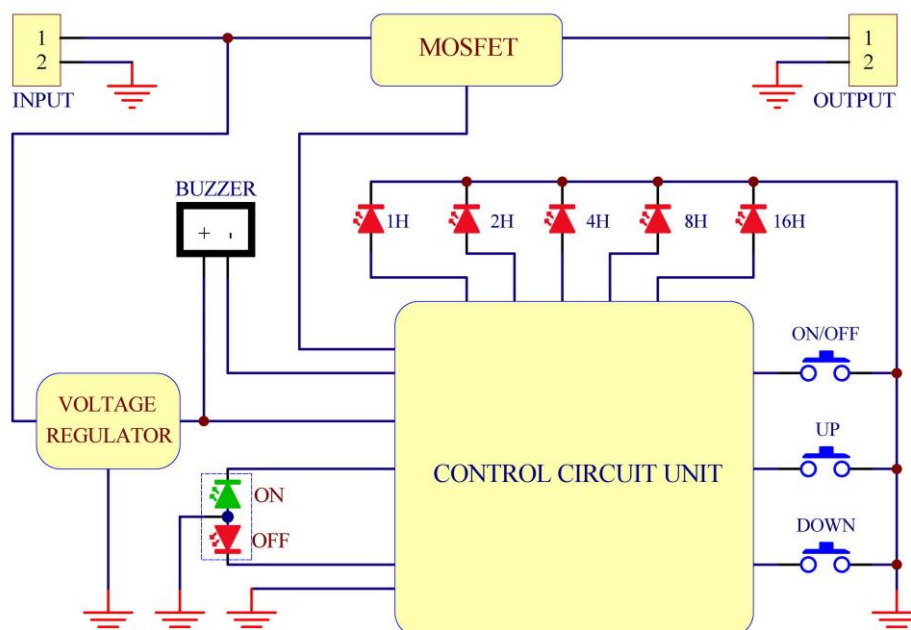 1
2
INPUT
MOSFET
1
2
OUTPUT
BUZZER
+ -
1H
2H
4H
8H
16H
ON/OFF
VOLTAGE
REGULATOR
UP
CONTROL CIRCUIT UNIT
ON
OFF
DOWN